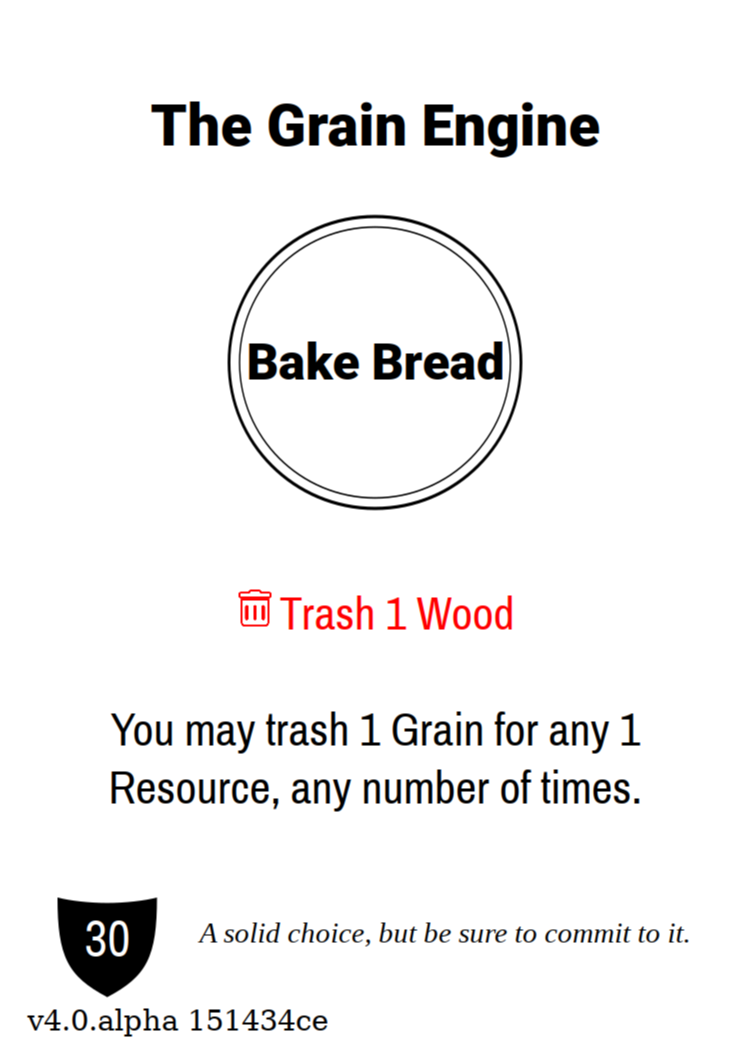 The Grain Engine
Bake Bread
Trash 1 Wood
You may trash 1 Grain for any 1
Resource, any number of times.
30
A solid choice, but be sure to commit to it.
v4.0.alpha 151434ce